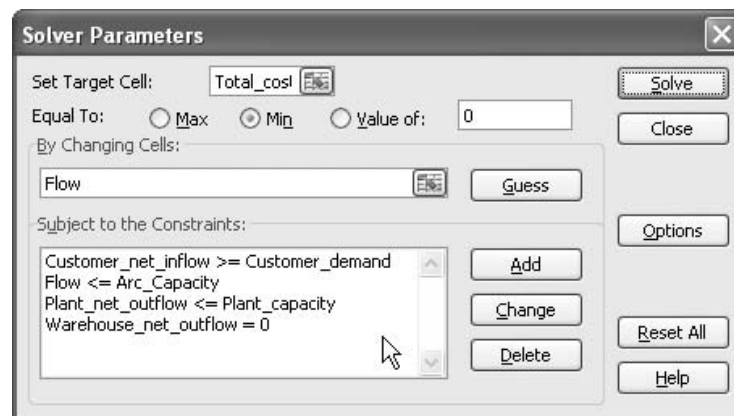 Solver Parameters
Set Target Cell:
Solve
Equal To:
Max
Min
Value of:
0
Close
By Changing Cells:
Flow
Guess
Subject to the Constraints:
Options
Customer_net_inflow >= Customer_demand
Flow <= Arc_Capacity
Plant_net_outflow <= Plant_capacity
Warehouse_net_outflow = 0
Add
Change
Delete
Reset All
Help